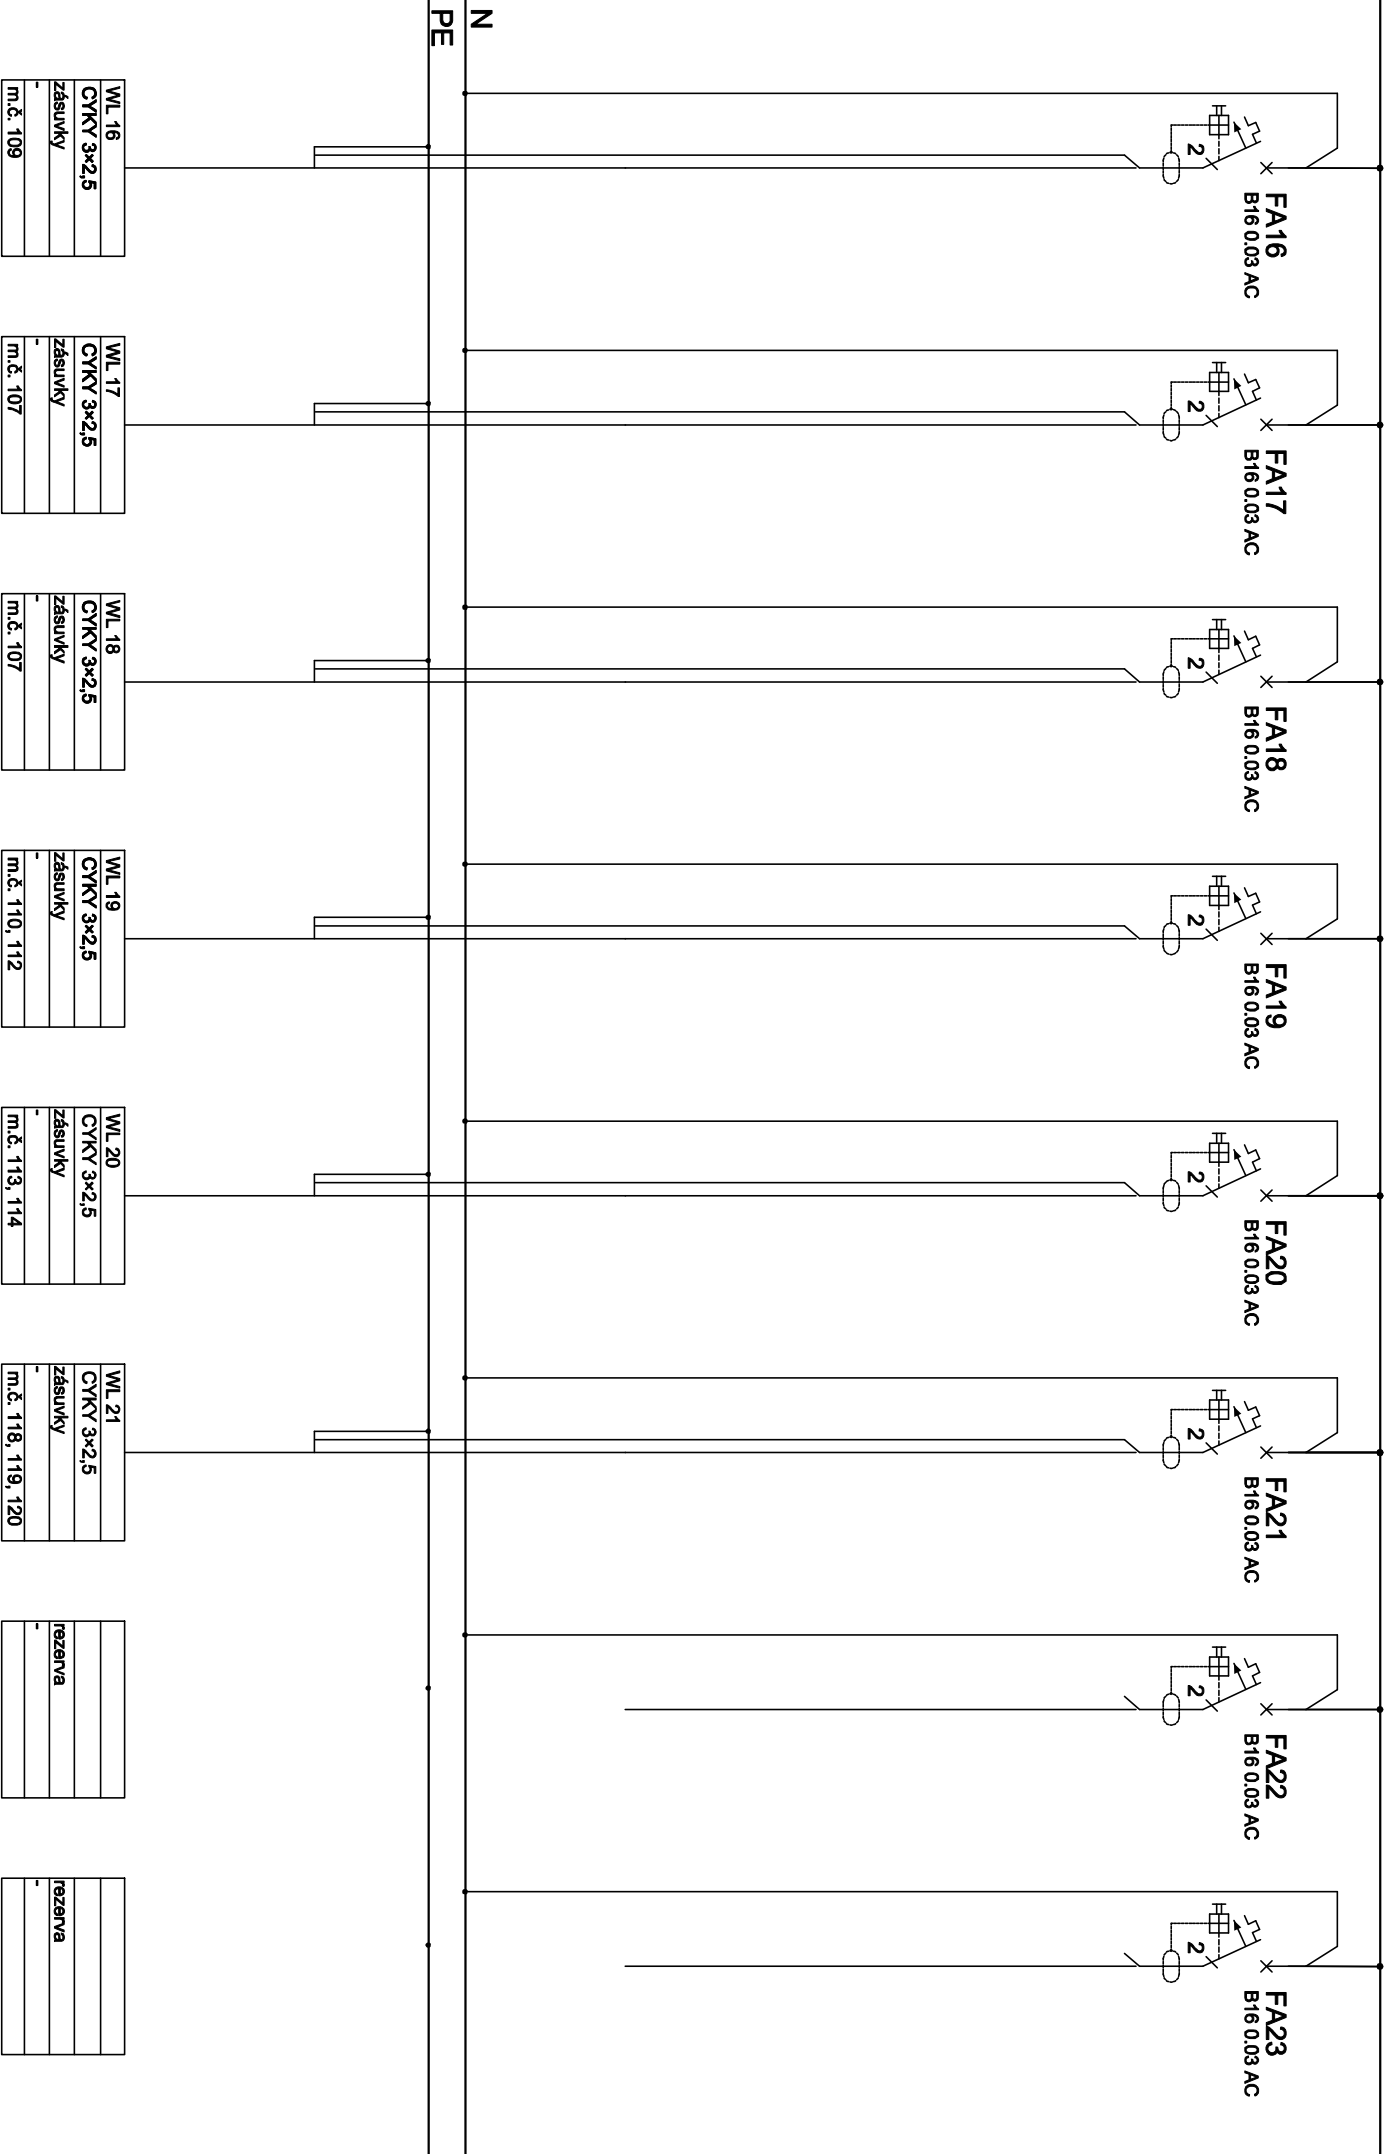 FA16
B16 0.03 AC
2
FA17
B16 0.03 AC
2
FA18
B16 0.03 AC
2
FA19
B16 0.03 AC
2
FA20
B16 0.03 AC
2
FA21
B16 0.03 AC
2
FA22
B16 0.03 AC
2
FA23
B16 0.03 AC
2
N
PE
WL 16
CYKY 3×2,5
zásuvky
-
m.č. 109
WL 17
CYKY 3×2,5
zásuvky
-
m.č. 107
WL 18
CYKY 3×2,5
zásuvky
-
m.č. 107
WL 19
CYKY 3×2,5
zásuvky
-
m.č. 110, 112
WL 20
CYKY 3×2,5
zásuvky
-
m.č. 113, 114
WL 21
CYKY 3×2,5
zásuvky
-
m.č. 118, 119, 120
rezerva
-
rezerva
-